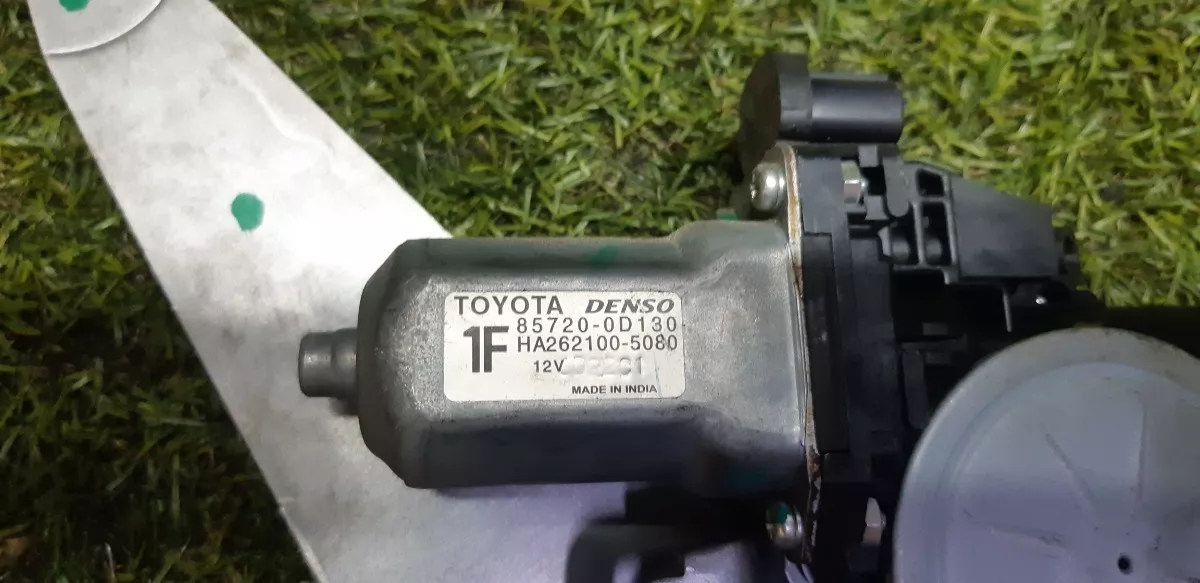 TOYOTA DENSO
1F 85720-0D130
HA262100-5080
12V
MADE IN INDIA